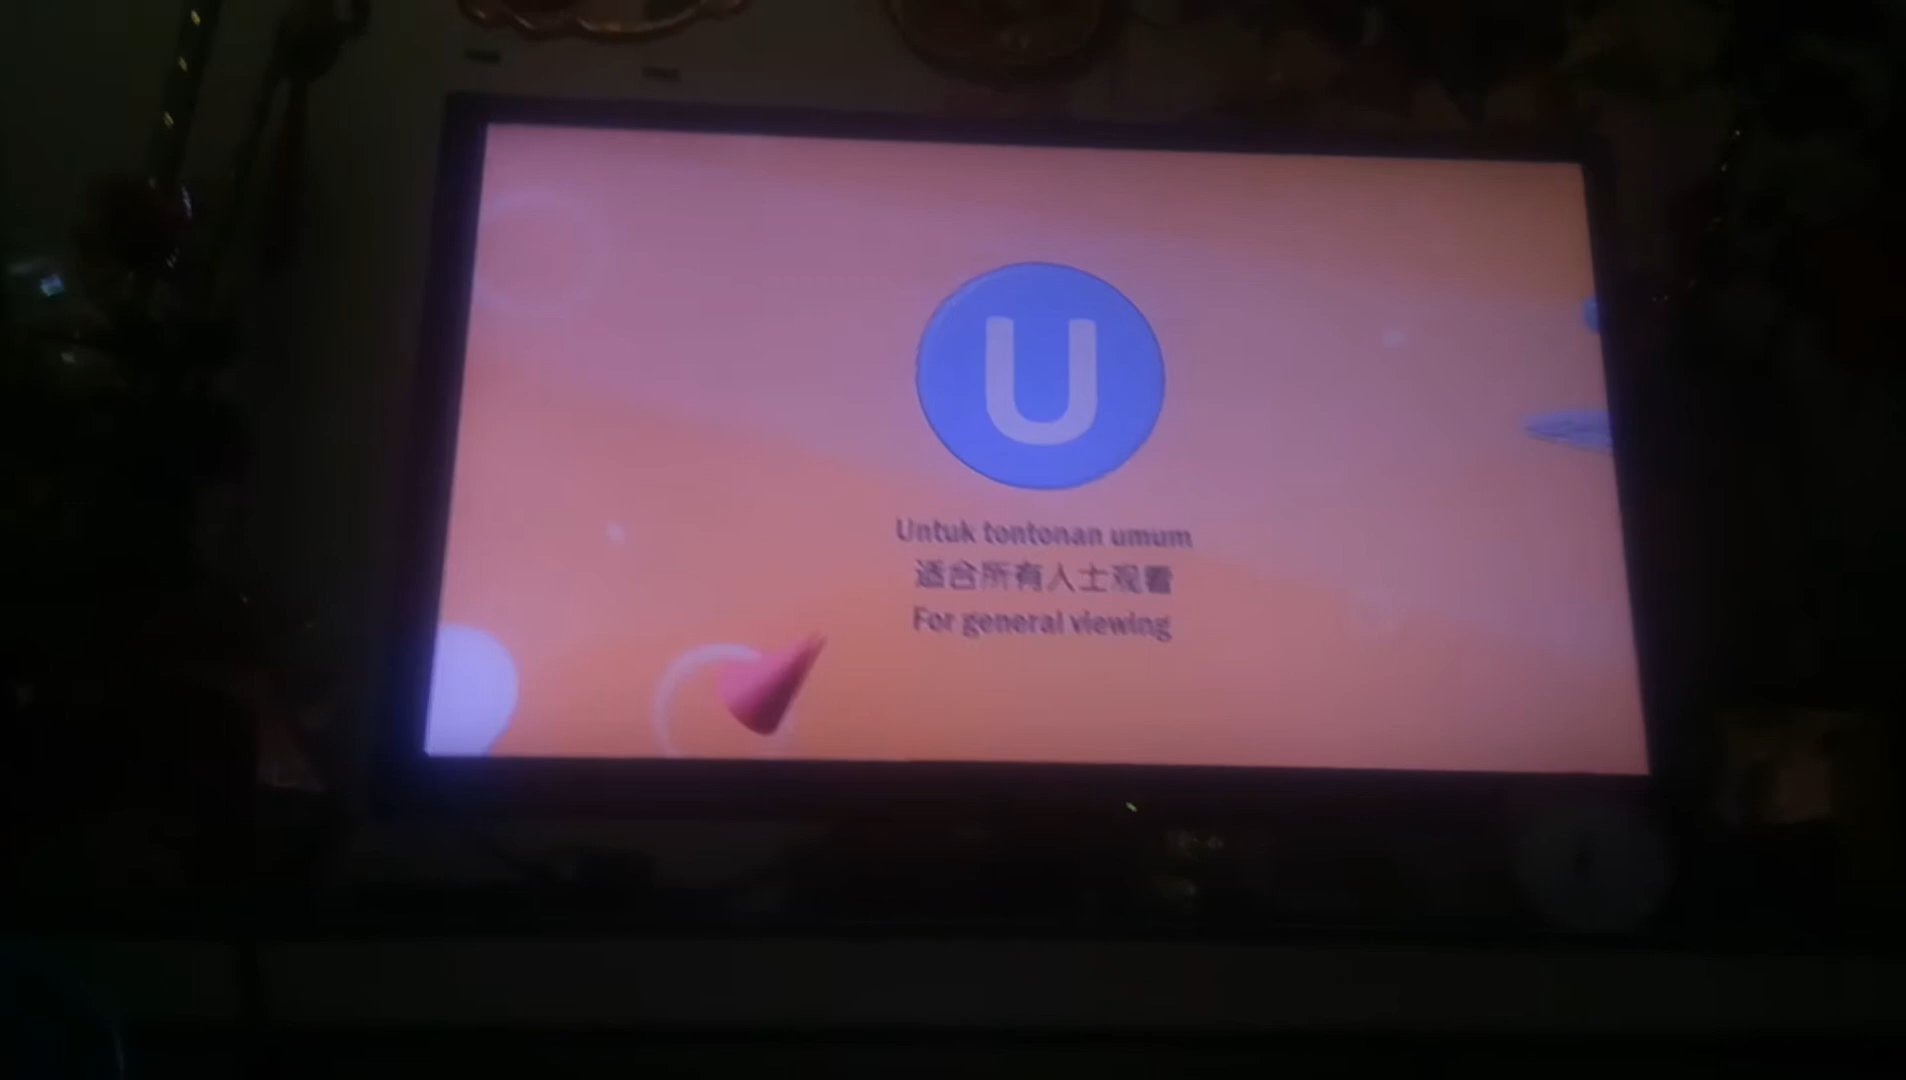 U
Untuk tontonan umum
适合所有人士观看
For general viewing